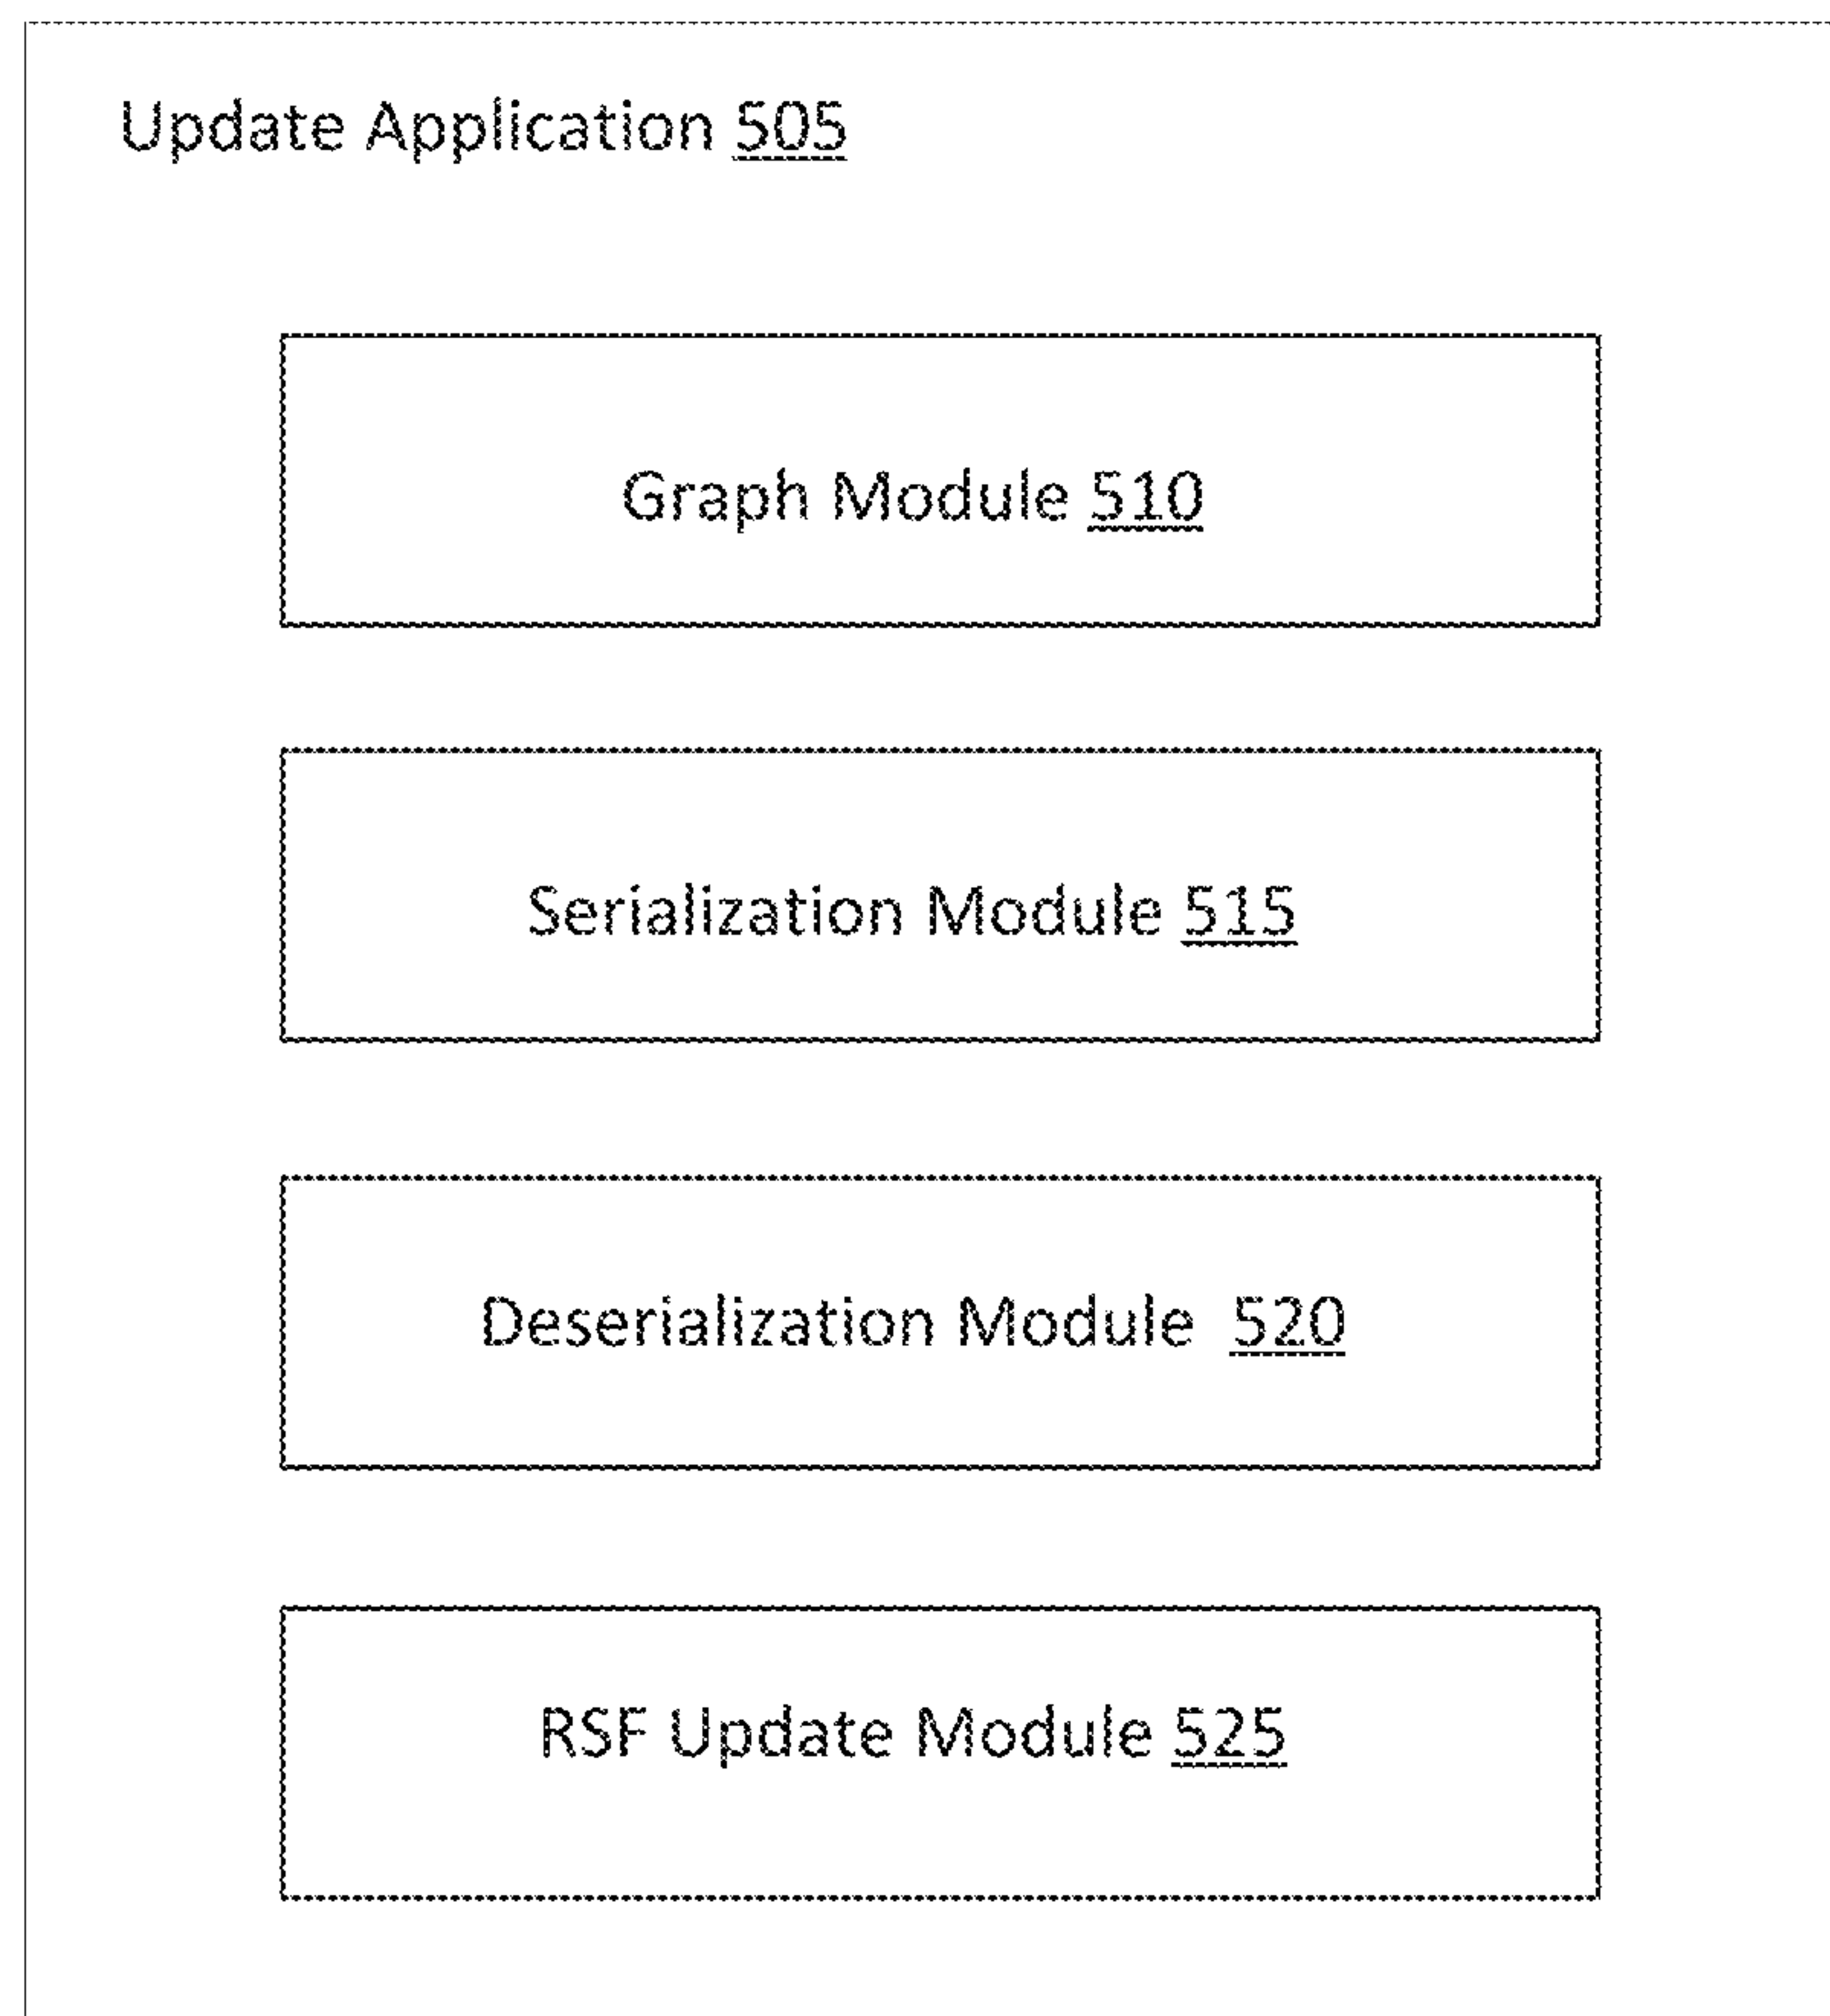 Update Application 505
Graph Module 510
Serialization Module 515
Deserialization Module 520
RSF Update Module 525